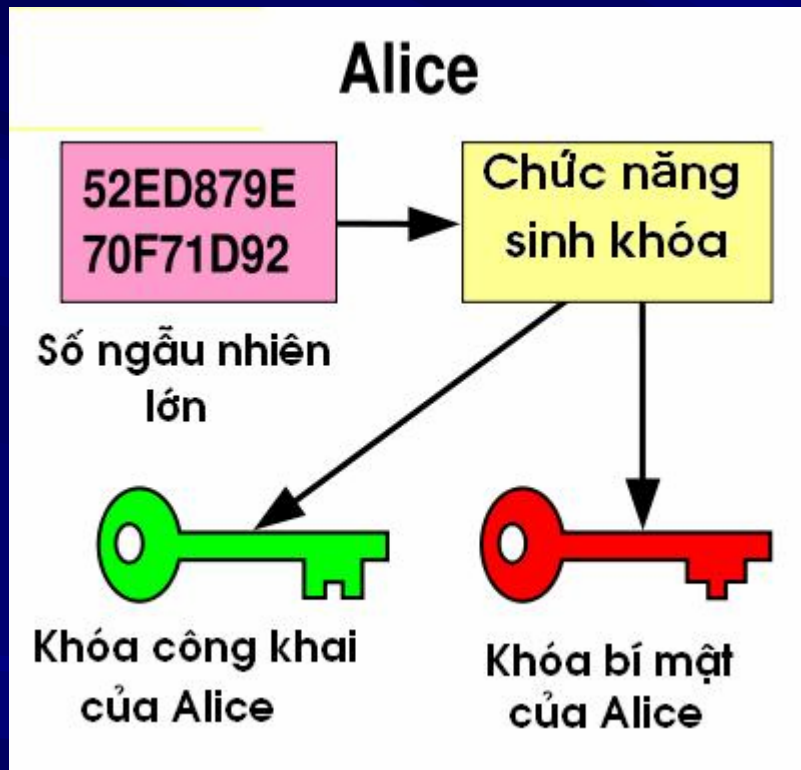 Alice
52ED879E
70F71D92
Chức năng
sinh khóa
Số ngẫu nhiên
lớn
Khóa công khai
của Alice
Khóa bí mật
của Alice